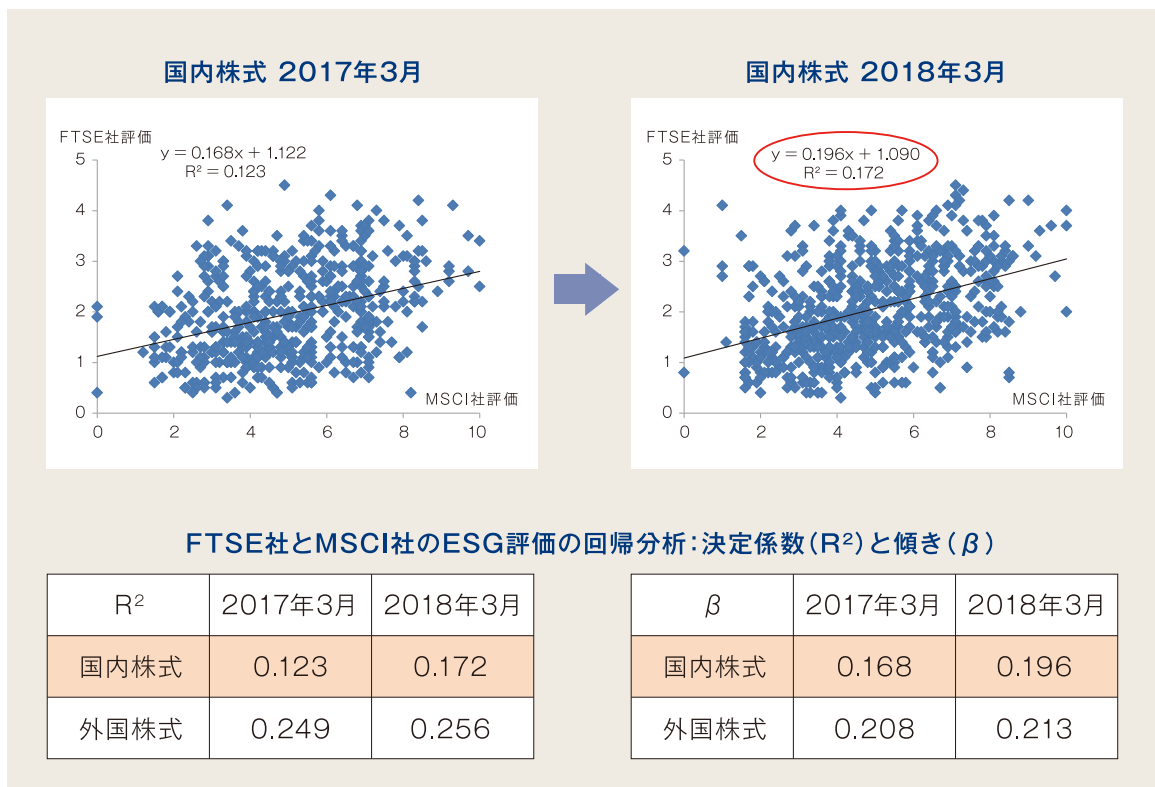 国内株式 2017年3月
FTSE社評価
y = 0.168x + 1.122
R² = 0.123
5
4
3
2
1
0
MSCI社評価
0 2 4 6 8 10
国内株式 2018年3月
FTSE社評価
y = 0.196x + 1.090
R² = 0.172
5
4
3
2
1
0
MSCI社評価
0 2 4 6 8 10
FTSE社とMSCI社のESG評価の回帰分析:決定係数(R²)と傾き(β)
R² 2017年3月 2018年3月
国内株式 0.123 0.172
外国株式 0.249 0.256
β 2017年3月 2018年3月
国内株式 0.168 0.196
外国株式 0.208 0.213